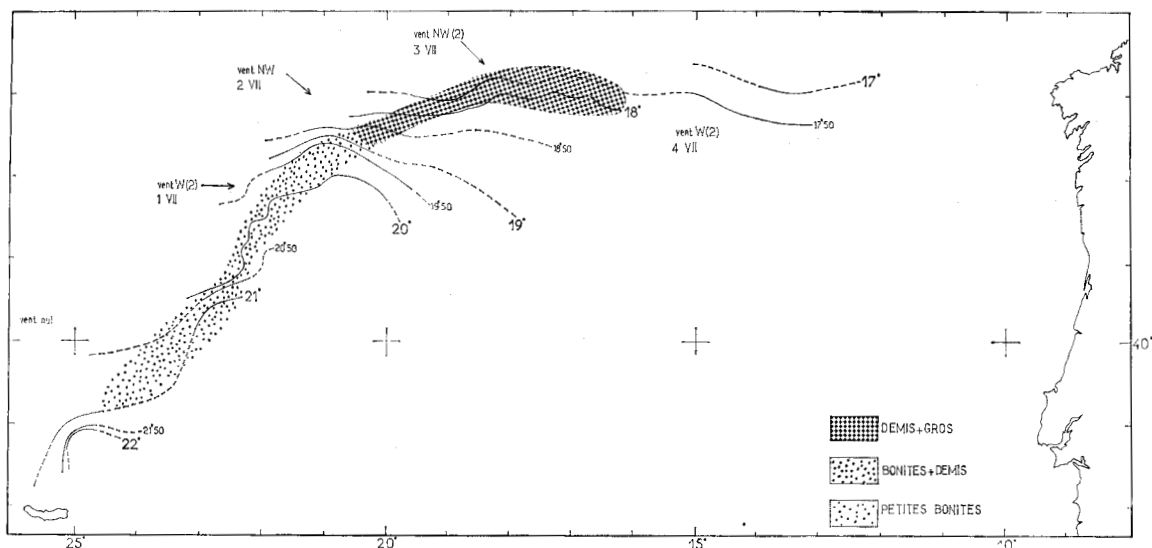 vent NW(2)
3 VII
vent NW
2 VII
17°
18°
17°50
18°50
vent W(2)
4 VII
vent W(2)
1 VII
19°50
20°
19°
20°50
21°
vent nul
40°
21°50
22°
DEMIS+GROS
BONITES+DEMIS
PETITES BONITES
25°
20°
15°
10°